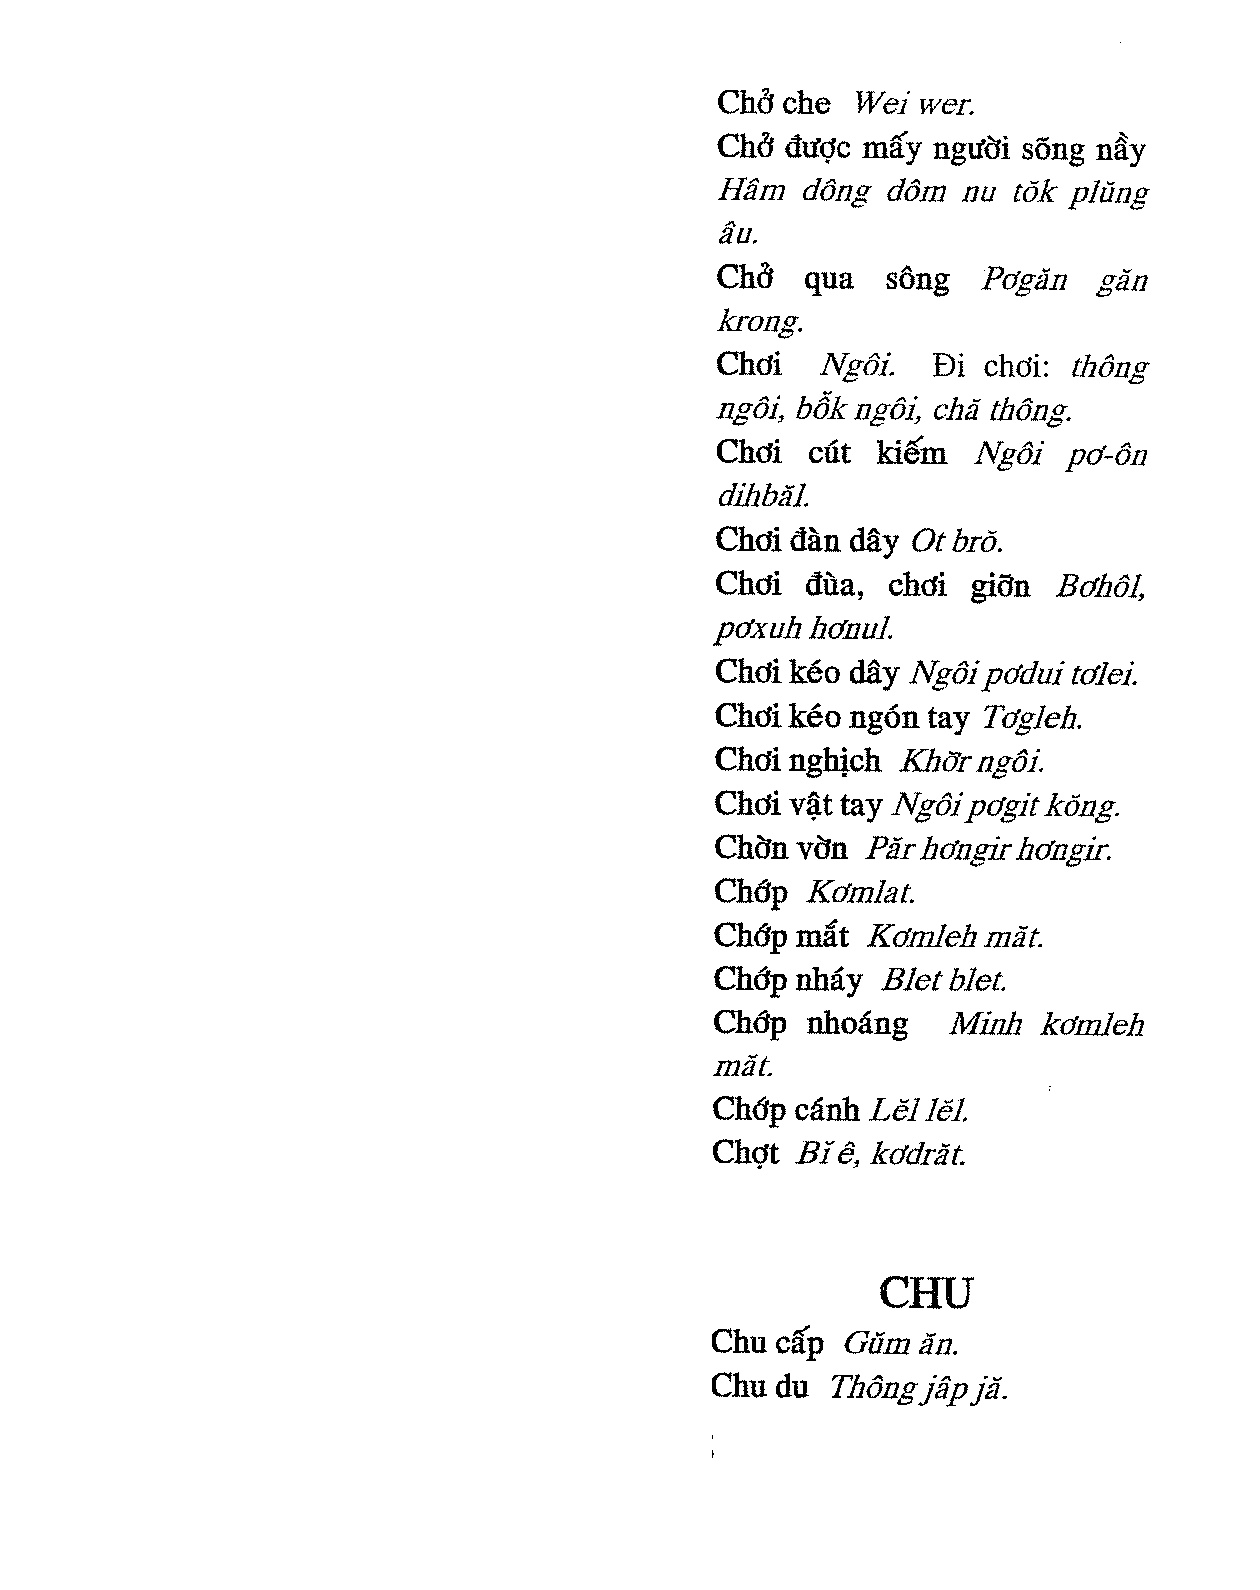 Chở che Wei wer.
Chở được mấy người sõng nầy
Hâm dông dôm nu tŏk plŭng
âu.
Chở qua sông Pơgăn găn
krong.
Chơi Ngôi. Đi chơi: thông
ngôi, bô̆k ngôi, chă thông.
Chơi cút kiếm Ngôi pơ-ôn
dihbăl.
Chơi đàn dây Ot brŏ.
Chơi đùa, chơi giỡn Bơhôl,
pơxuh hơnul.
Chơi kéo dây Ngôi pơdui tơlei.
Chơi kéo ngón tay Tơgleh.
Chơi nghịch Khơ̆r ngôi.
Chơi vật tay Ngôi pơgit kŏng.
Chờn vờn Păr hơngir hơngir.
Chớp Kơmlat.
Chớp mắt Kơmleh măt.
Chớp nháy Blet blet.
Chớp nhoáng Minh kơmleh
măt.
Chớp cánh Lĕl lĕl.
Chợt Bĭ ê, kơdrăt.
CHU
Chu cấp Gŭm ăn.
Chu du Thông jâp jă.